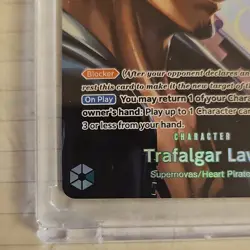 Blocker (After your opponent declares an
rest this card to make it the new target of t
On Play You may return 1 of your Chara
owner's hand: Play up to 1 Character car
3 or less from your hand.
CHARACTER
Trafalgar Law
Supernovas/Heart Pirate